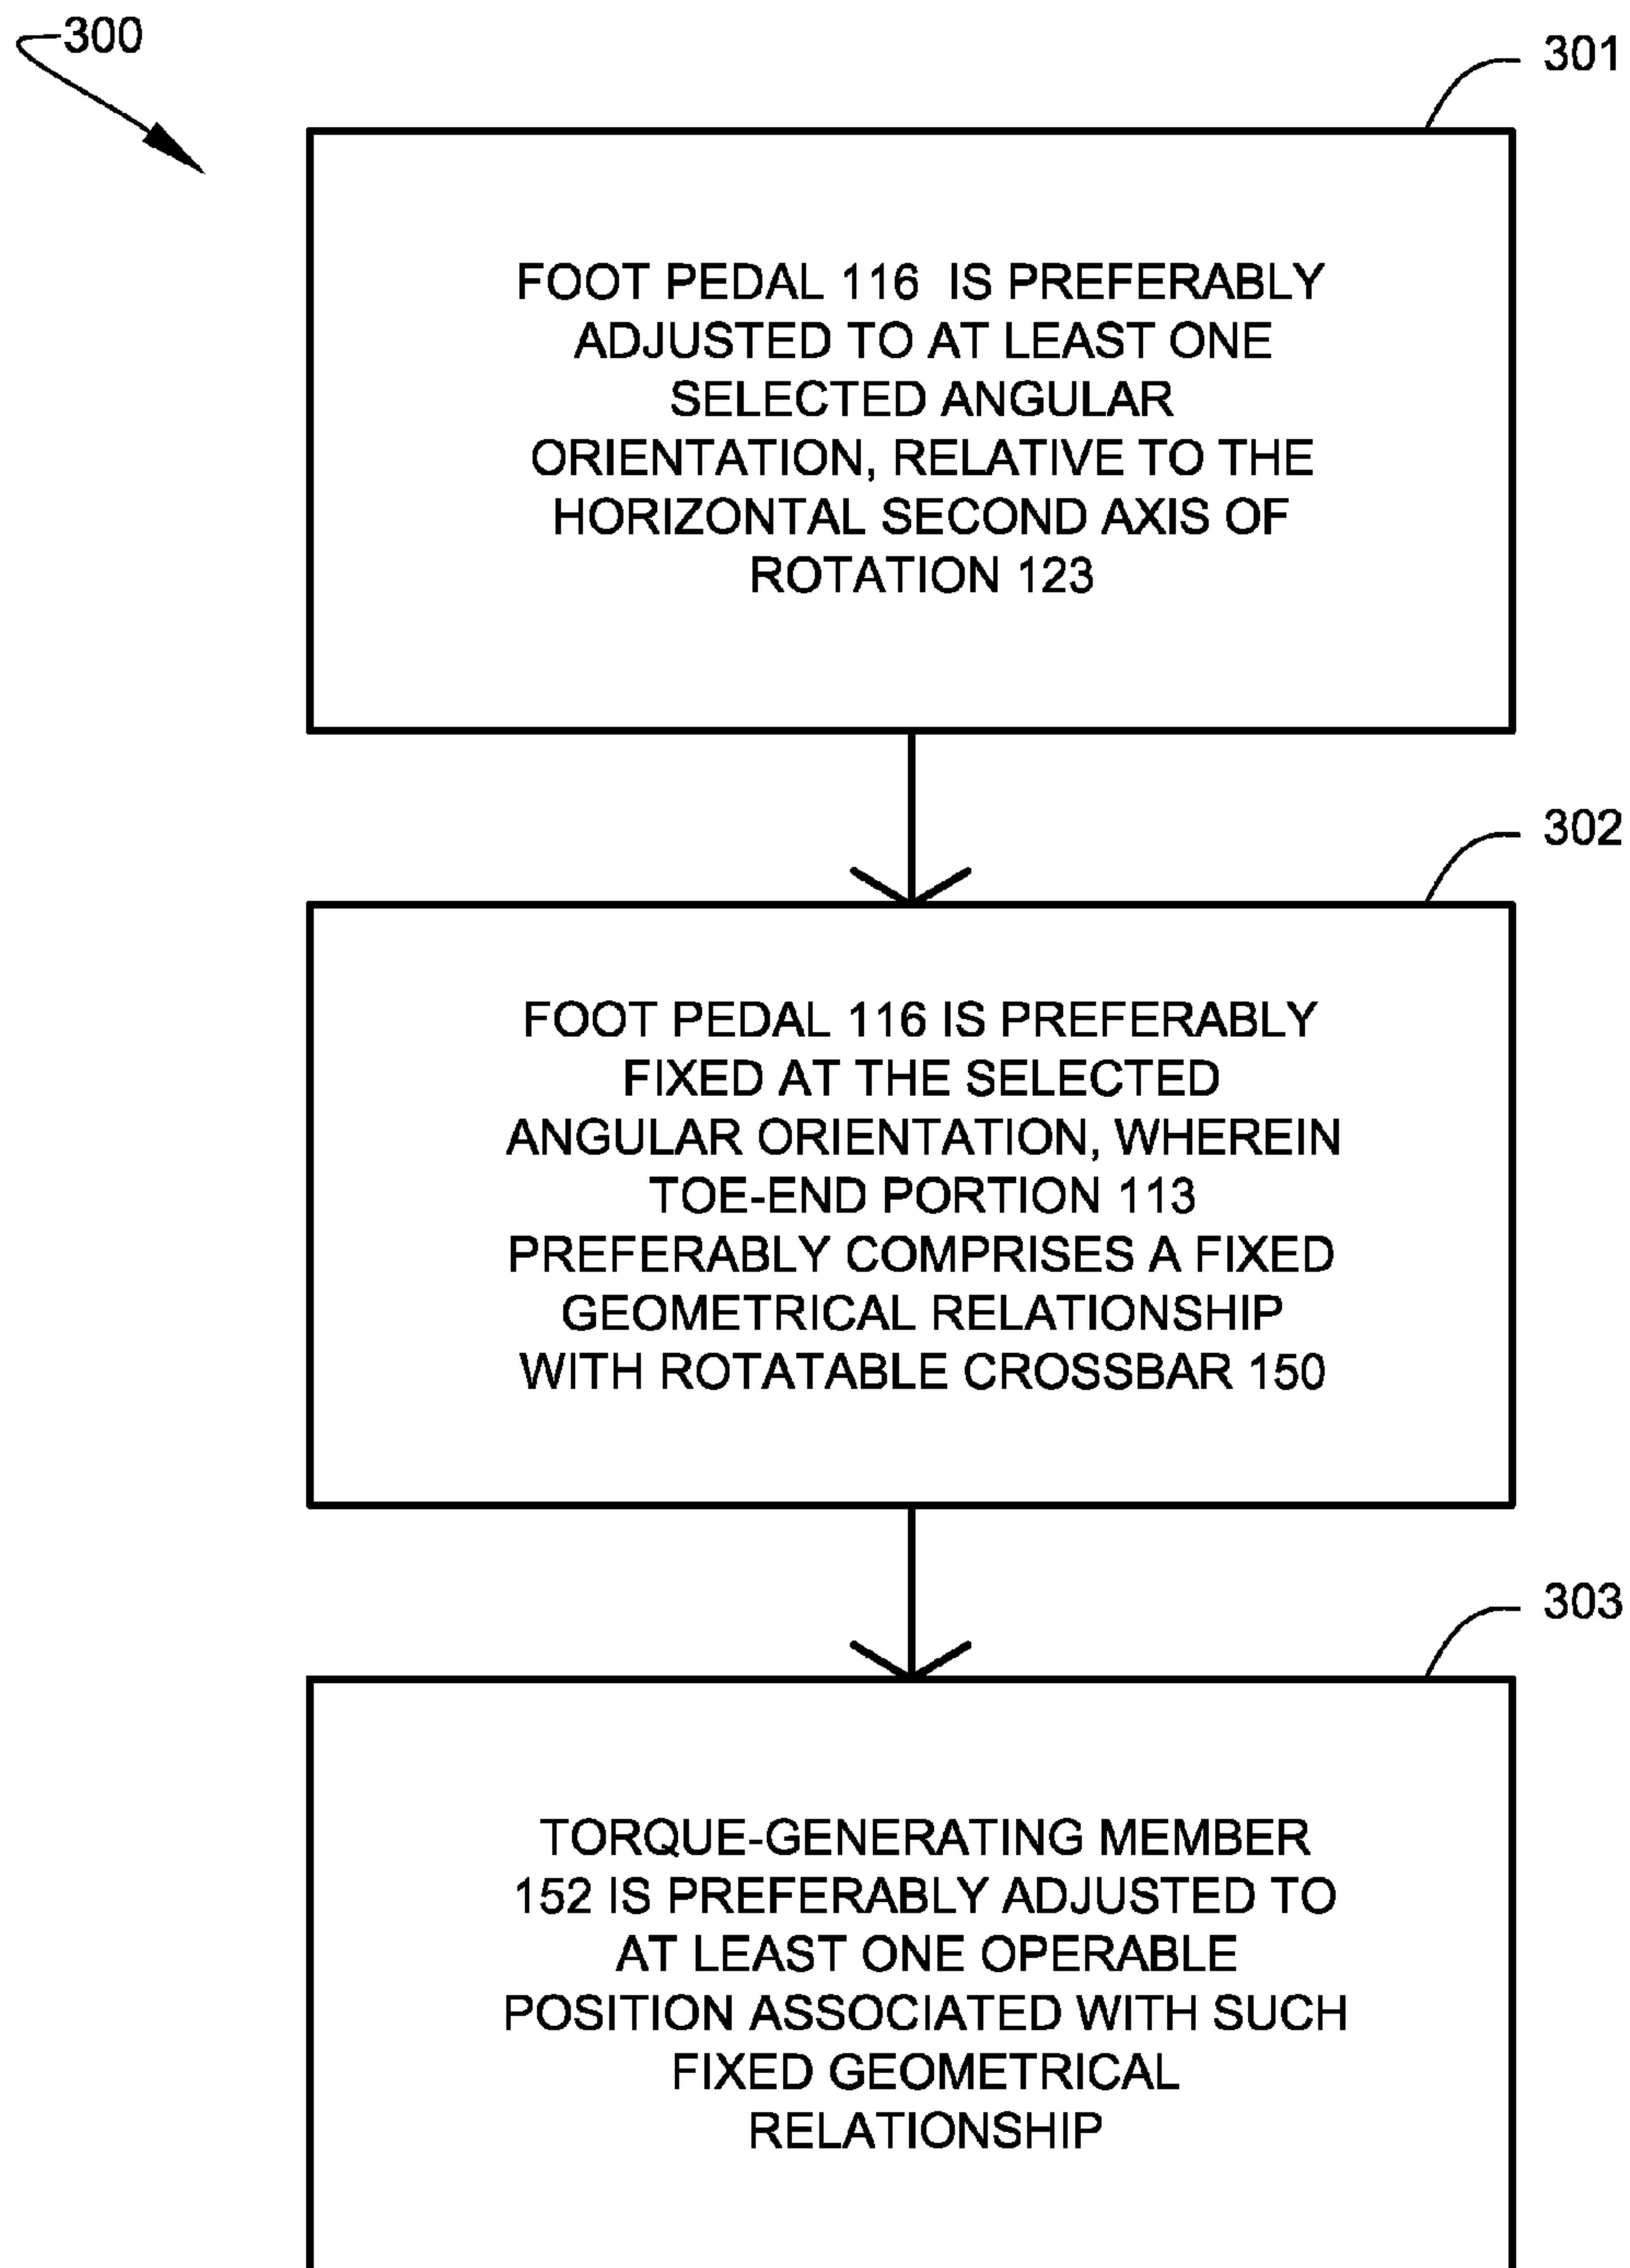 300
301
FOOT PEDAL 116 IS PREFERABLY
ADJUSTED TO AT LEAST ONE
SELECTED ANGULAR
ORIENTATION, RELATIVE TO THE
HORIZONTAL SECOND AXIS OF
ROTATION 123
302
FOOT PEDAL 116 IS PREFERABLY
FIXED AT THE SELECTED
ANGULAR ORIENTATION, WHEREIN
TOE-END PORTION 113
PREFERABLY COMPRISES A FIXED
GEOMETRICAL RELATIONSHIP
WITH ROTATABLE CROSSBAR 150
303
TORQUE-GENERATING MEMBER
152 IS PREFERABLY ADJUSTED TO
AT LEAST ONE OPERABLE
POSITION ASSOCIATED WITH SUCH
FIXED GEOMETRICAL
RELATIONSHIP